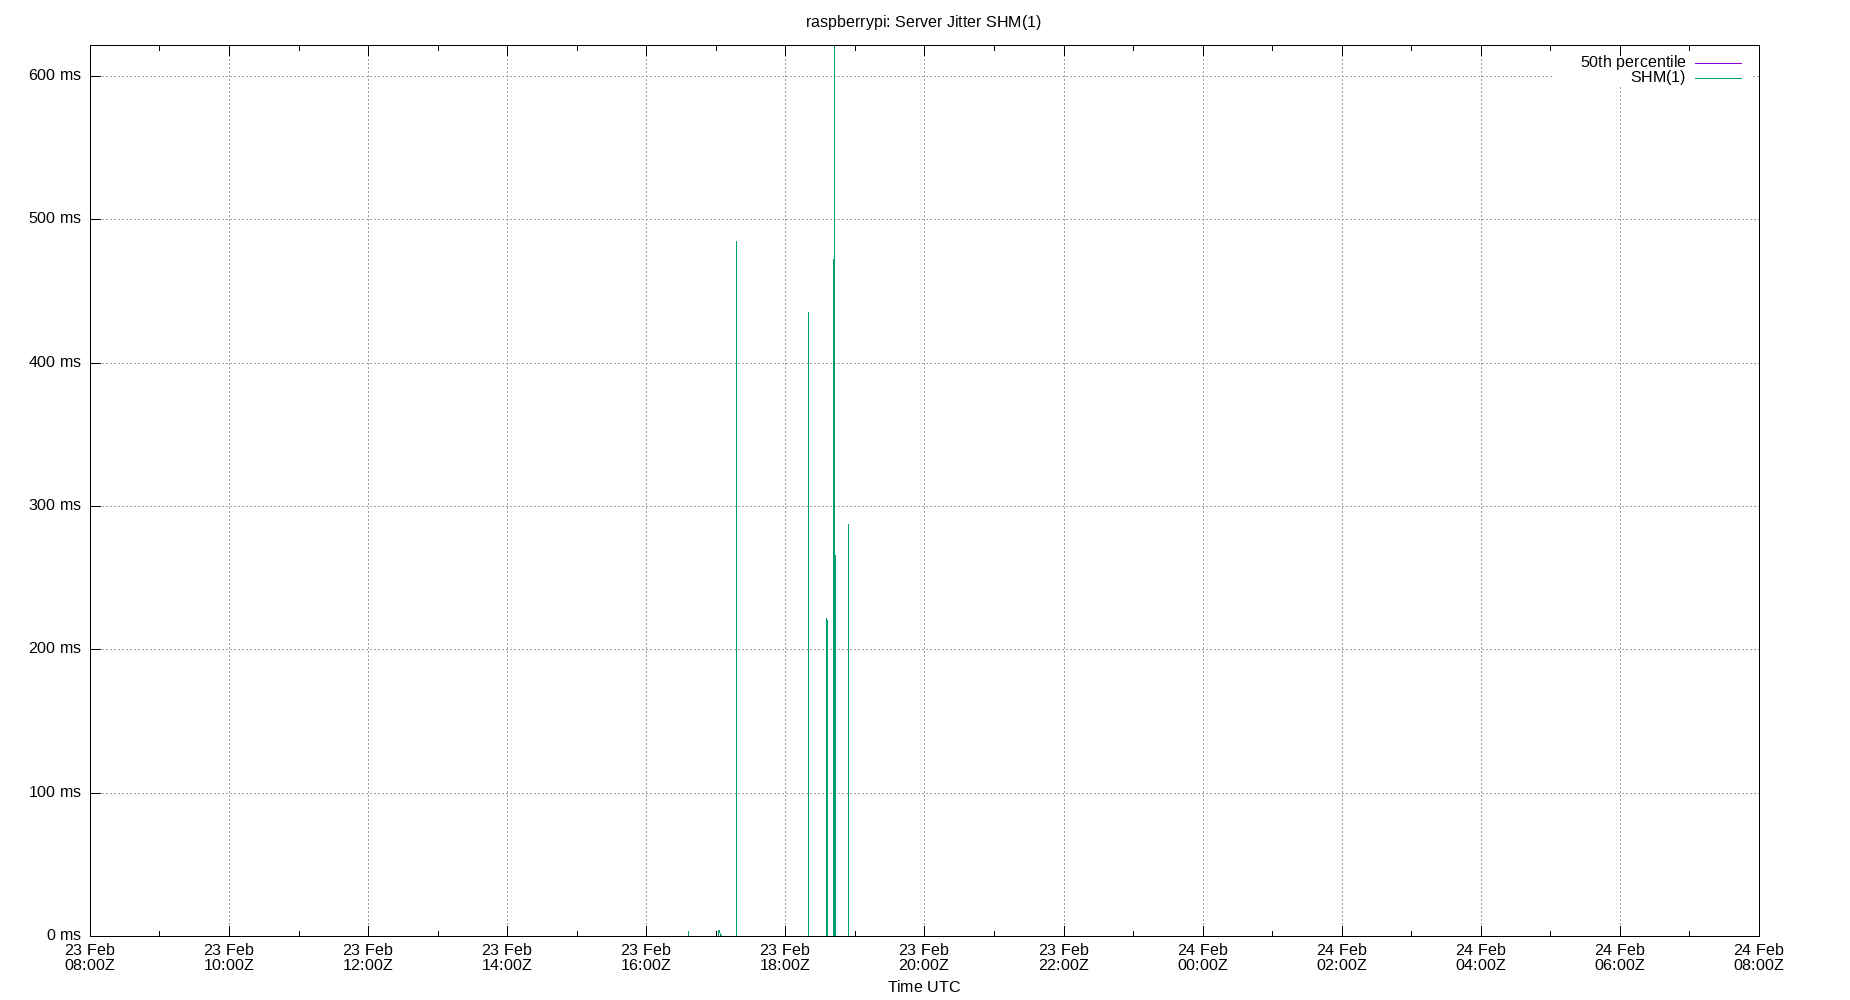 raspberrypi: Server Jitter SHM(1)
50th percentile
SHM(1)
600 ms
500 ms
400 ms
300 ms
200 ms
100 ms
0 ms
23 Feb 23 Feb 23 Feb 23 Feb 23 Feb 23 Feb 23 Feb 23 Feb 24 Feb 24 Feb 24 Feb 24 Feb 24 Feb
08:00Z 10:00Z 12:00Z 14:00Z 16:00Z 18:00Z 20:00Z 22:00Z 00:00Z 02:00Z 04:00Z 06:00Z 08:00Z
Time UTC